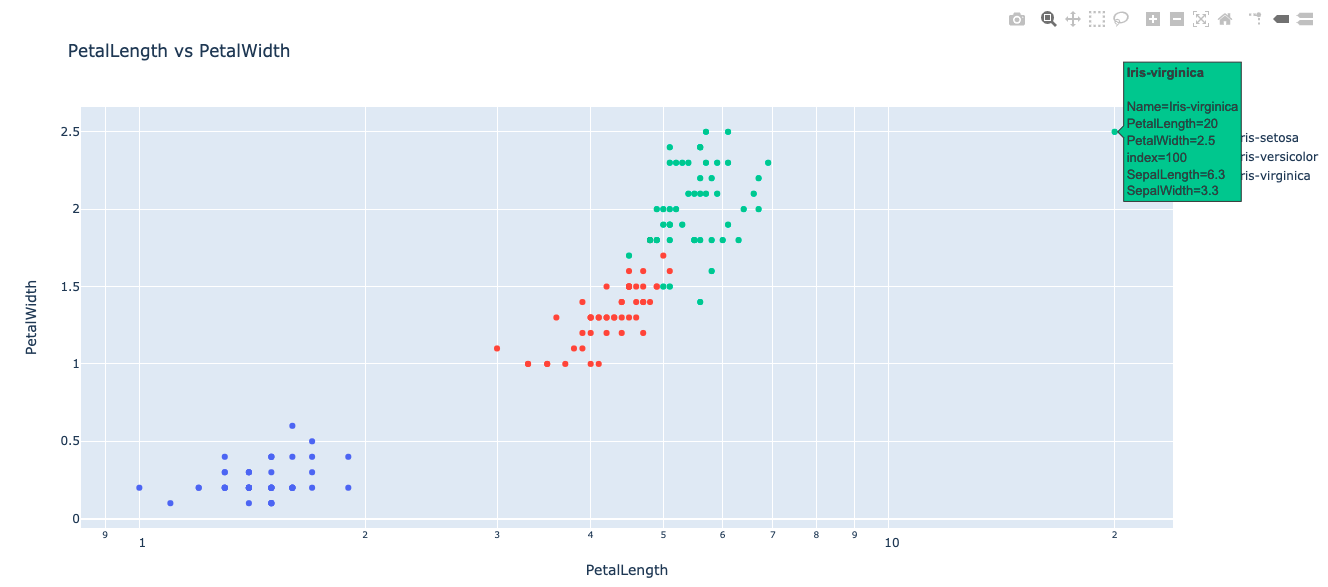 PetalLength vs PetalWidth
Iris-virginica
Name=Iris-virginica
PetalLength=20
PetalWidth=2.5
index=100
SepalLength=6.3
SepalWidth=3.3
ris-setosa
ris-versicolor
ris-virginica
2.5
2
1.5
1
0.5
0
PetalWidth
9 2 3 4 5 6 7 8 9 2
1 10
PetalLength